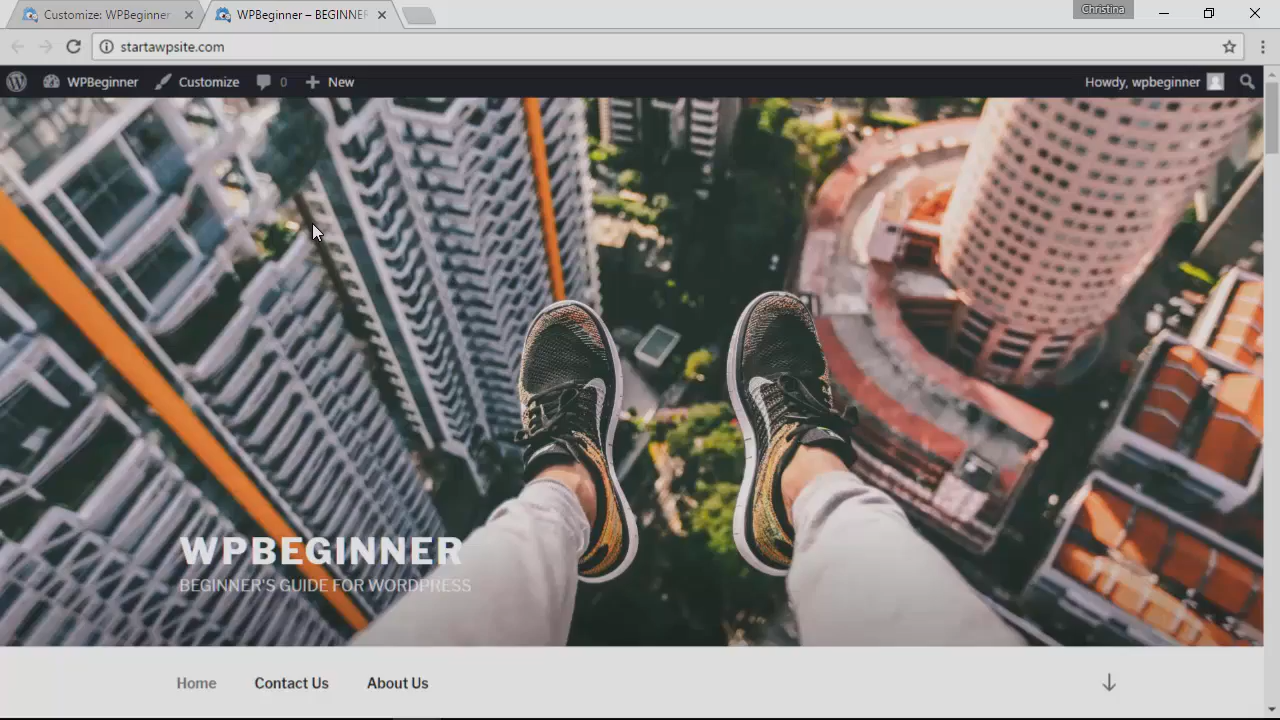 Customize: WPBeginner
WPBeginner – BEGINNER
Christina
startawpsite.com
WPBeginner
Customize
0
New
Howdy, wpbeginner
WPBEGINNER
BEGINNER'S GUIDE FOR WORDPRESS
Home
Contact Us
About Us